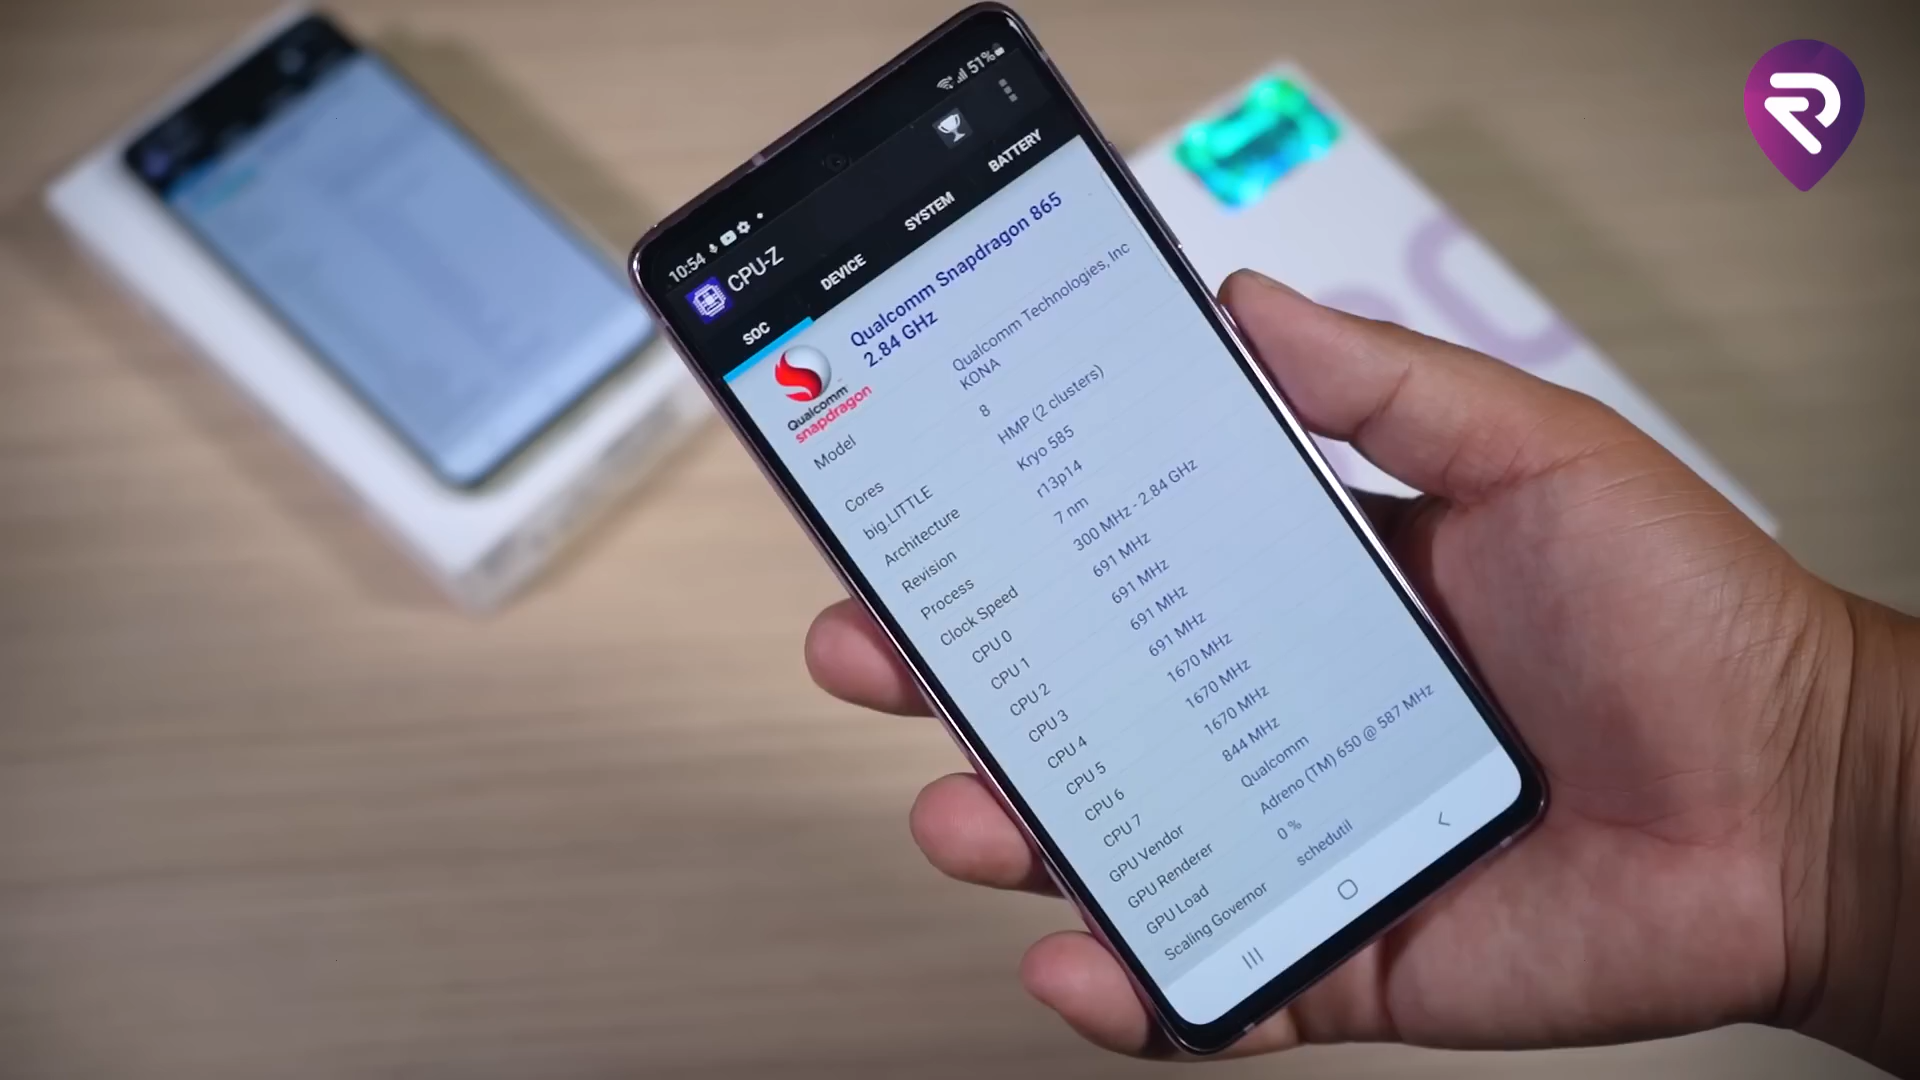 10:54
51%
CPU-Z
SOC
DEVICE
SYSTEM
BATTERY
Qualcomm
snapdragon
Qualcomm Snapdragon 865
2.84 GHz
Qualcomm Technologies, Inc
Model KONA
Cores 8
big.LITTLE HMP (2 clusters)
Architecture Kryo 585
Revision r13p14
Process 7 nm
Clock Speed 300 MHz - 2.84 GHz
CPU 0 691 MHz
CPU 1 691 MHz
CPU 2 691 MHz
CPU 3 691 MHz
CPU 4 1670 MHz
CPU 5 1670 MHz
CPU 6 1670 MHz
CPU 7 844 MHz
GPU Vendor Qualcomm
GPU Renderer Adreno (TM) 650 @ 587 MHz
GPU Load 0 %
Scaling Governor schedutil